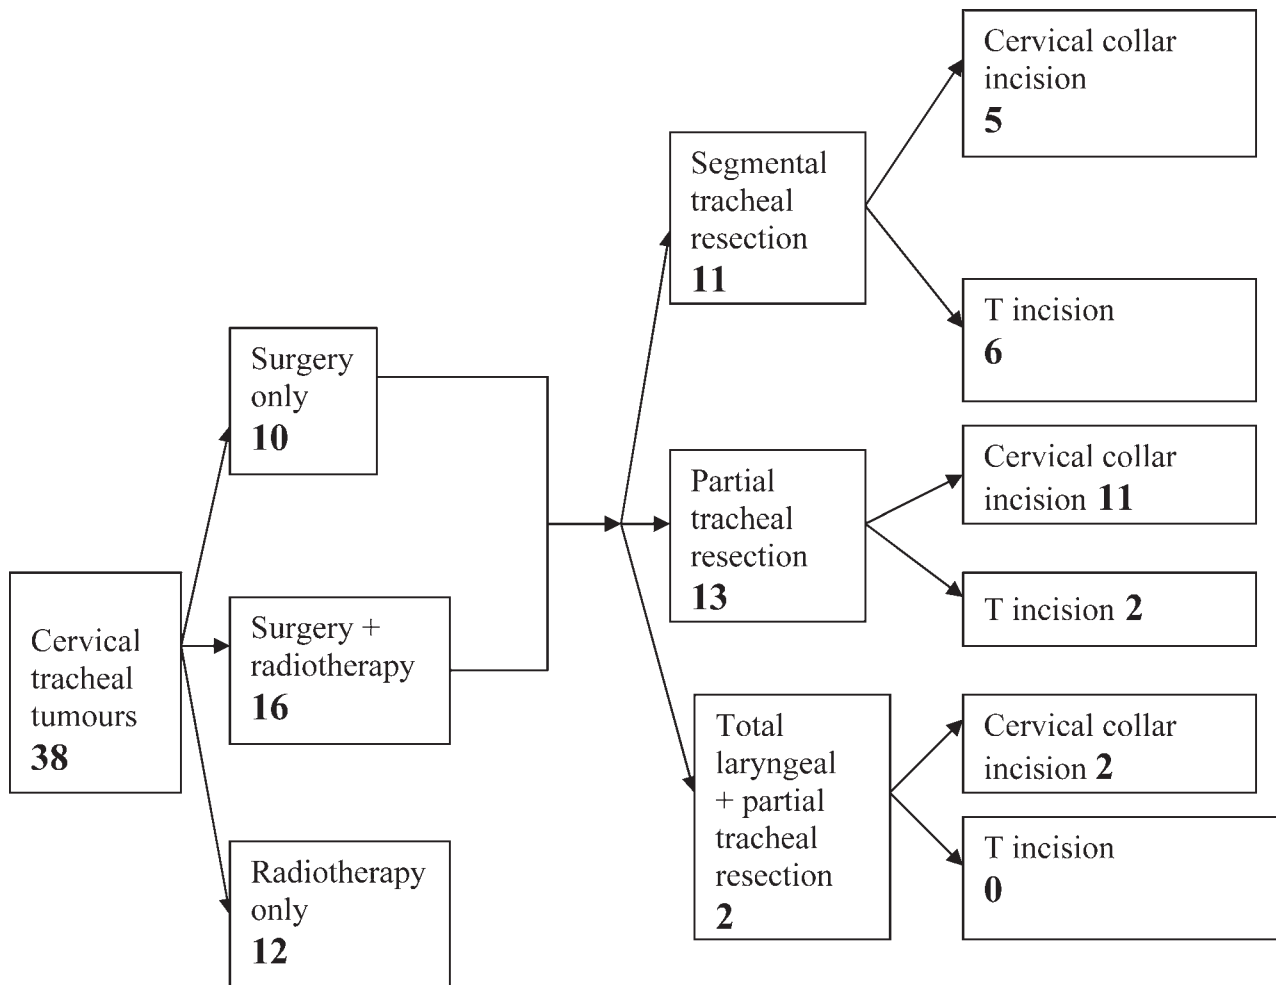 Cervical
tracheal
tumours
38
Surgery
only
10
Surgery +
radiotherapy
16
Radiotherapy
only
12
Segmental
tracheal
resection
11
Partial
tracheal
resection
13
Total
laryngeal
+ partial
tracheal
resection
2
Cervical collar
incision
5
T incision
6
Cervical collar
incision 11
T incision 2
Cervical collar
incision 2
T incision
0